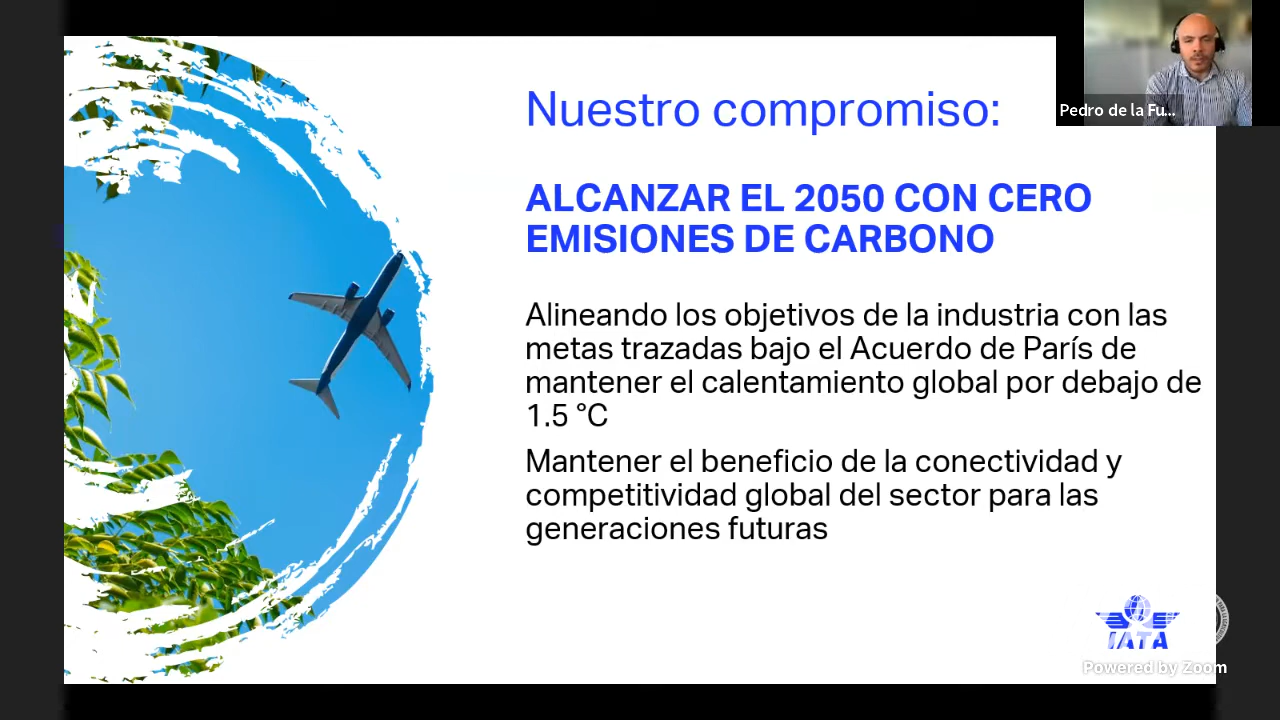 Nuestro compromiso:
Pedro de la Fu...
ALCANZAR EL 2050 CON CERO
EMISIONES DE CARBONO
Alineando los objetivos de la industria con las
metas trazadas bajo el Acuerdo de París de
mantener el calentamiento global por debajo de
1.5 °C
Mantener el beneficio de la conectividad y
competitividad global del sector para las
generaciones futuras
IATA
Powered by Zoom